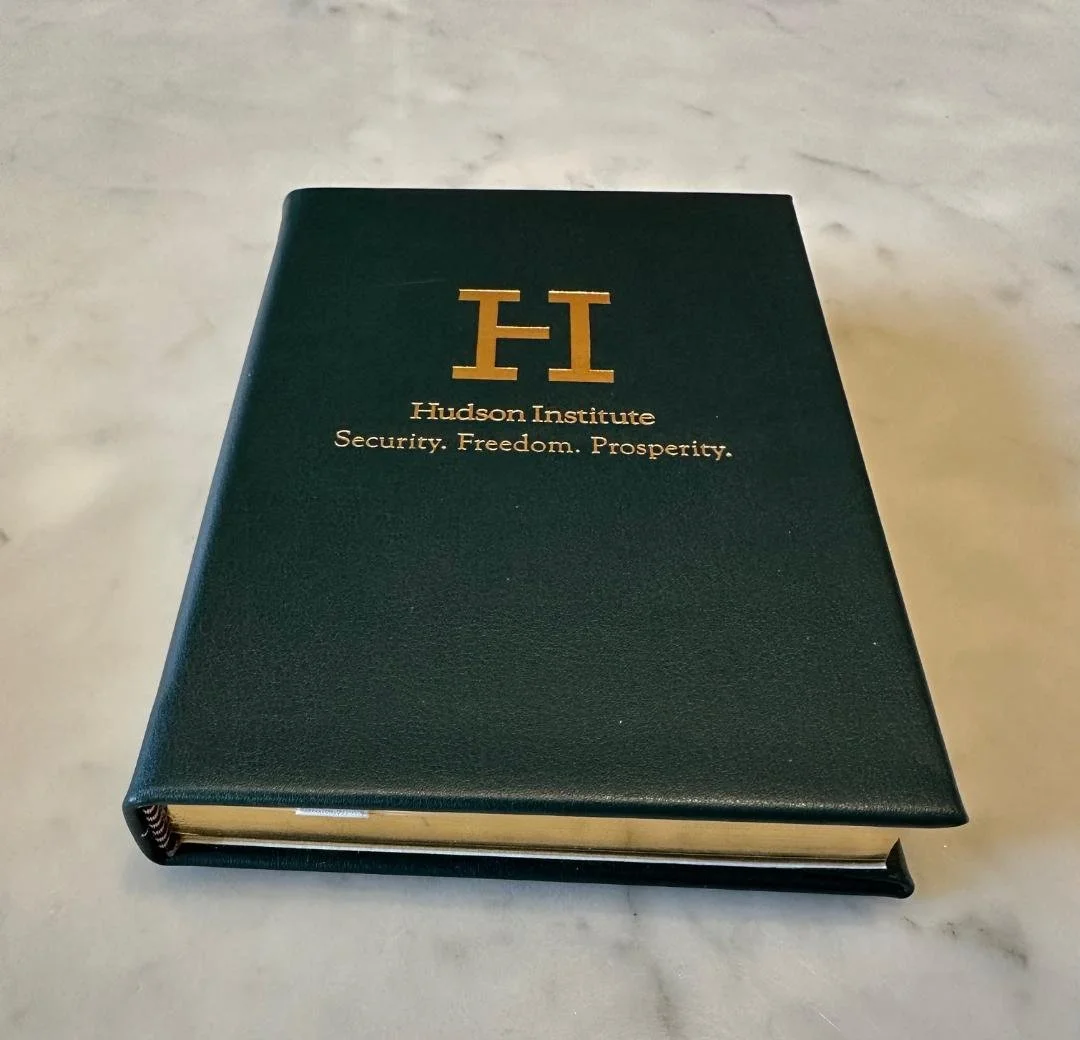 H
Hudson Institute
Security. Freedom. Prosperity.